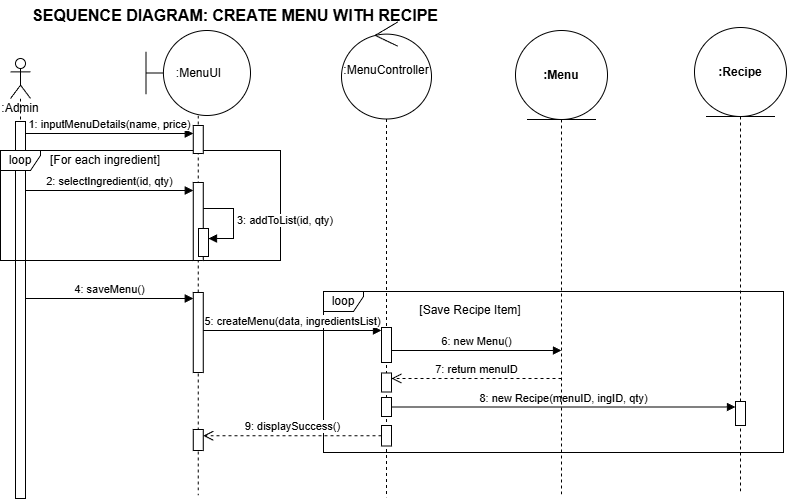 SEQUENCE DIAGRAM: CREATE MENU WITH RECIPE
:Admin
:MenuUI
:MenuController
:Menu
:Recipe
1: inputMenuDetails(name, price)
loop
[For each ingredient]
2: selectIngredient(id, qty)
3: addToList(id, qty)
4: saveMenu()
loop
[Save Recipe Item]
5: createMenu(data, ingredientsList)
6: new Menu()
7: return menuID
8: new Recipe(menuID, ingID, qty)
9: displaySuccess()